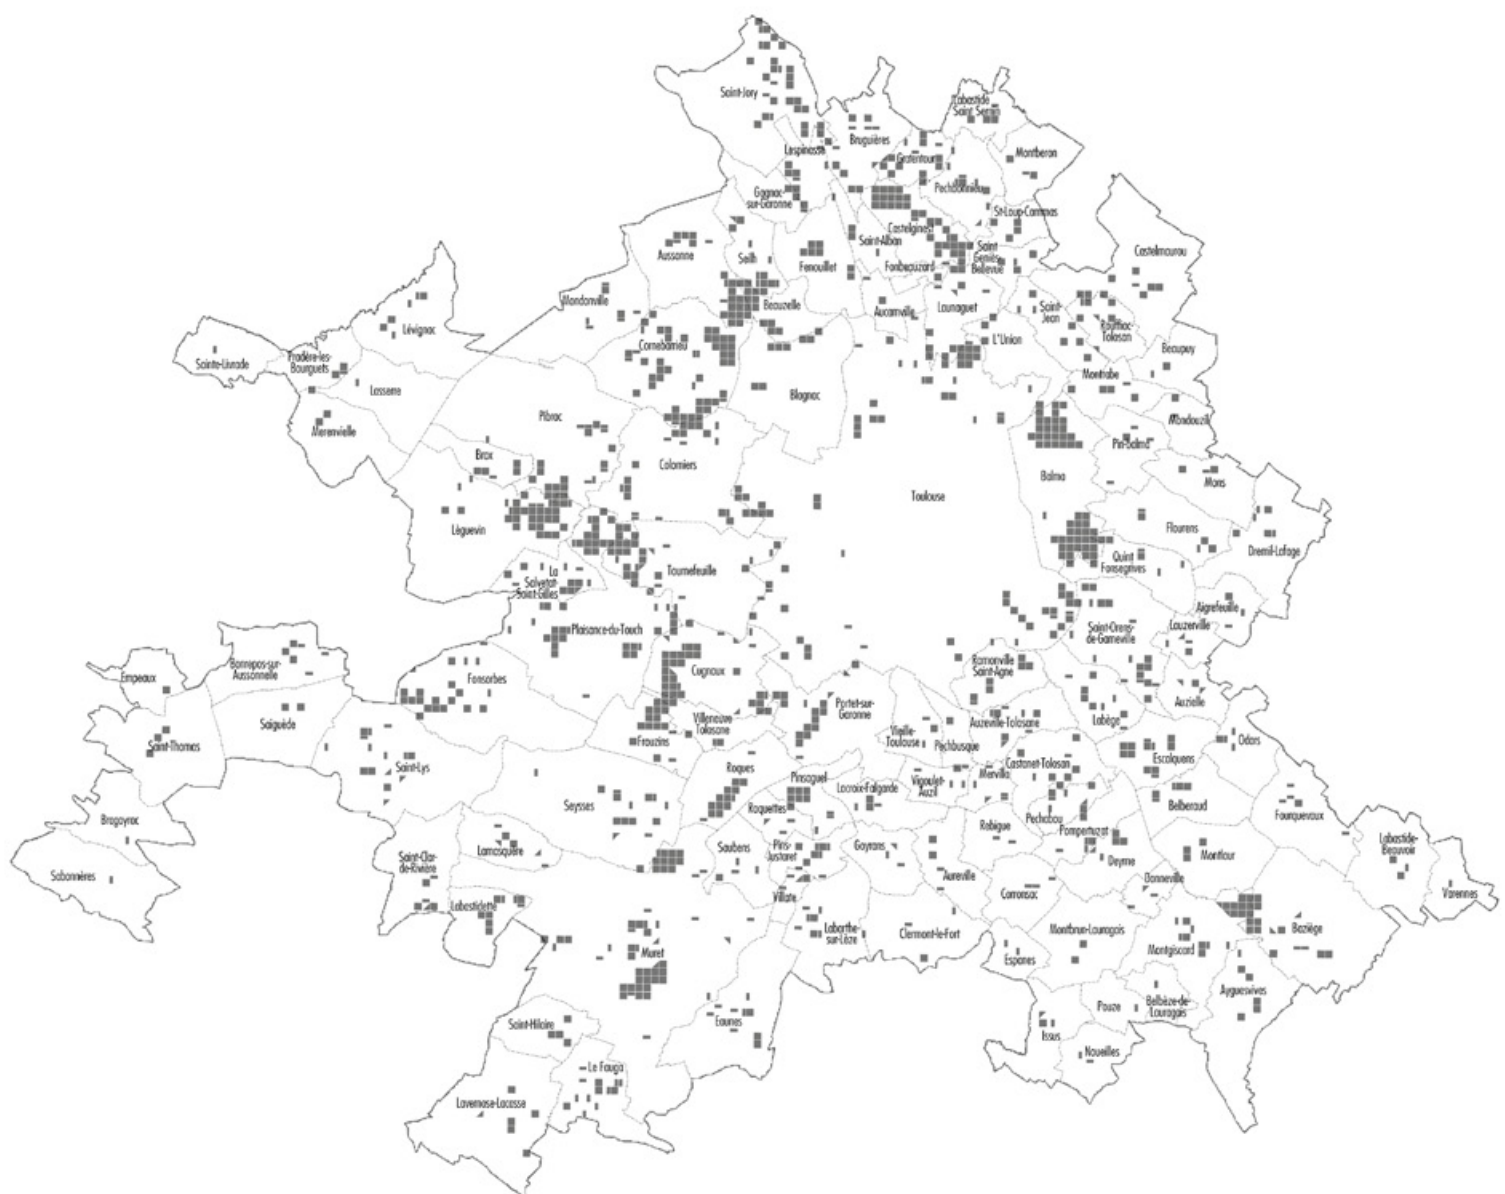 Saint-Jory
Labastide
Saint Sernin
Bruguières
Lespinasse
Gratentour
Montberon
Pechbonnieu
Gagnac-
sur-Garonne
St-Loup-Cammas
Castelginest
Saint-Alban
Saint
Geniès-
Bellevue
Castelmaurou
Aussonne
Seilh
Fenouillet
Fonbeauzard
Mondonville
Beauzelle
Aucamville
Launaguet
Saint-
Jean
Rouffiac-
Tolosan
Lévignac
Cornebarrieu
L'Union
Beaupuy
Sainte-Livrade
Pradère-les-
Bourguets
Lasserre
Montrabe
Blagnac
Mondouzil
Pibrac
Merenvielle
Pin-Balma
Brax
Colomiers
Balma
Mons
Toulouse
Léguevin
Flourens
Dremil-Lafage
Quint
Fonsegrives
La
Salvetat-
Saint-Gilles
Tournefeuille
Aigrefeuille
Lauzerville
Plaisance-du-Touch
Saint-Orens-
de-Gameville
Bonrepos-sur-
Aussonnelle
Empeaux
Fonsorbes
Cugnaux
Ramonville
Saint-Agne
Auzielle
Saiguède
Portet-sur-
Garonne
Villeneuve
Tolosane
Auzeville-Tolosane
Labège
Saint-Thomas
Frouzins
Vieille-
Toulouse
Pechbusque
Odars
Escalquens
Saint-Lys
Roques
Pinsaguel
Mervilla
Castanet-Tolosan
Lacroix-Falgarde
Vigoulet-
Auzil
Seysses
Roquettes
Belberaud
Fourquevaux
Bragayrac
Rebigue
Pechabou
Pompertuzat
Labastide-
Beauvoir
Lamasquère
Saint-Clar-
de-Rivière
Saubens
Pins-
Justaret
Goyrans
Deyme
Montlaur
Sabonnères
Aureville
Donneville
Corronsac
Varennes
Villate
Labastidette
Labarthe-
sur-Lèze
Clermont-le-Fort
Montbrun-Lauragais
Baziège
Muret
Espanes
Montgiscard
Ayguesvives
Pouze
Belbèze-de-
Lauragais
Saint-Hilaire
Eaunes
Issus
Noueilles
Le Fauga
Lavernose-Lacasse